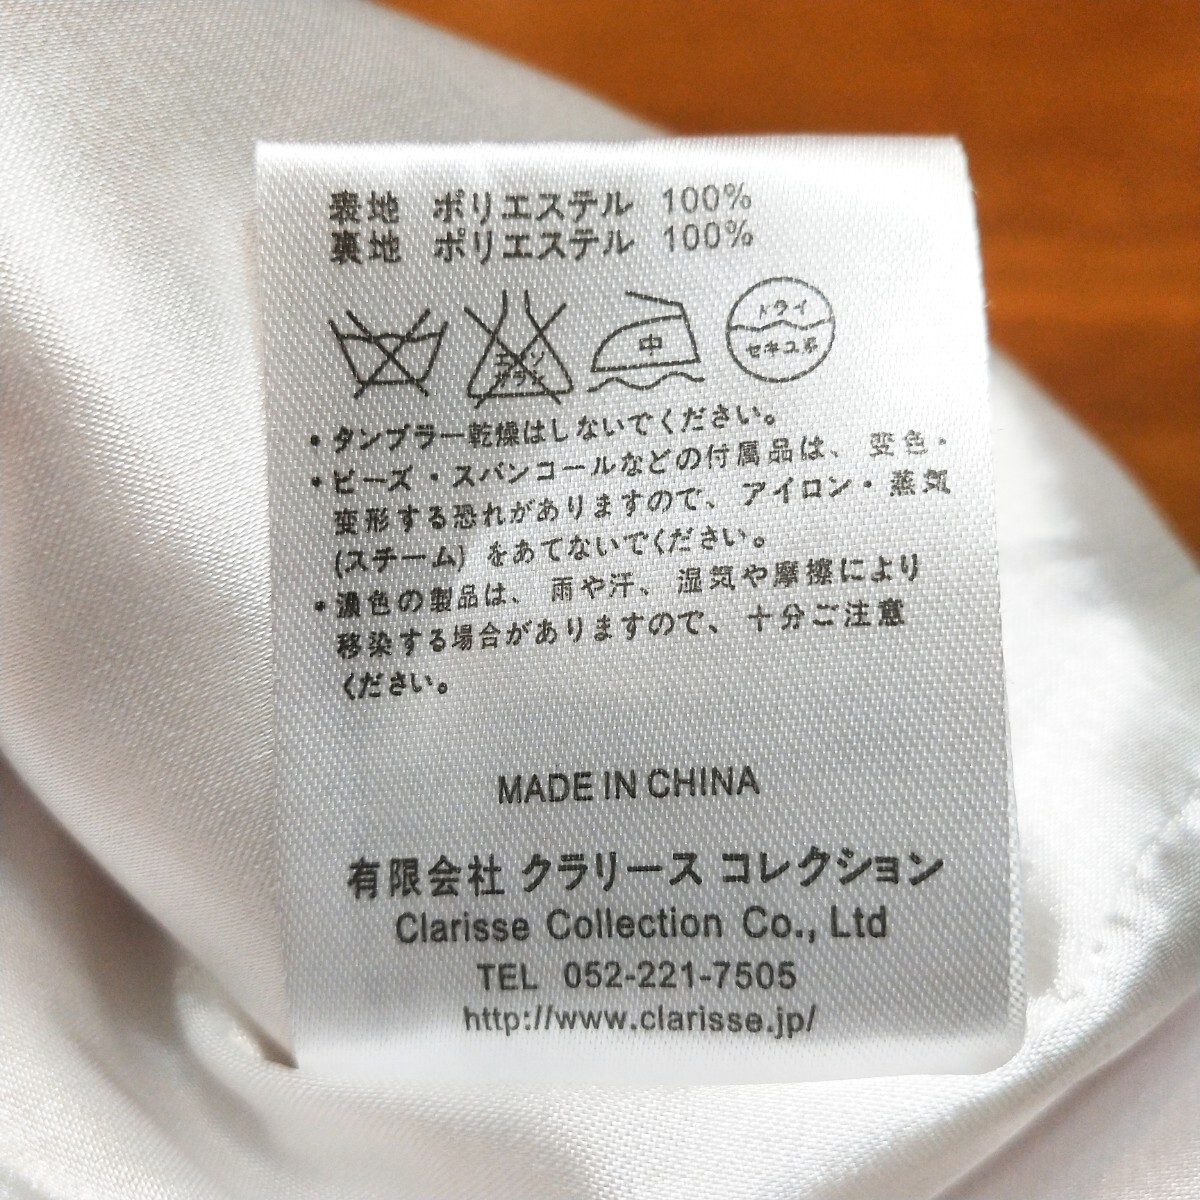 表地 ポリエステル 100%
裏地 ポリエステル 100%
エンソ サラシ 中 ドライ
セキユ系
・タンブラー乾燥はしないでください。
・ビーズ・スパンコールなどの付属品は、変色・
変形する恐れがありますので、アイロン・蒸気
(スチーム) をあてないでください。
・濃色の製品は、雨や汗、湿気や摩擦により
移染する場合がありますので、十分ご注意
ください。
MADE IN CHINA
有限会社 クラリース コレクション
Clarisse Collection Co., Ltd
TEL 052-221-7505
http://www.clarisse.jp/